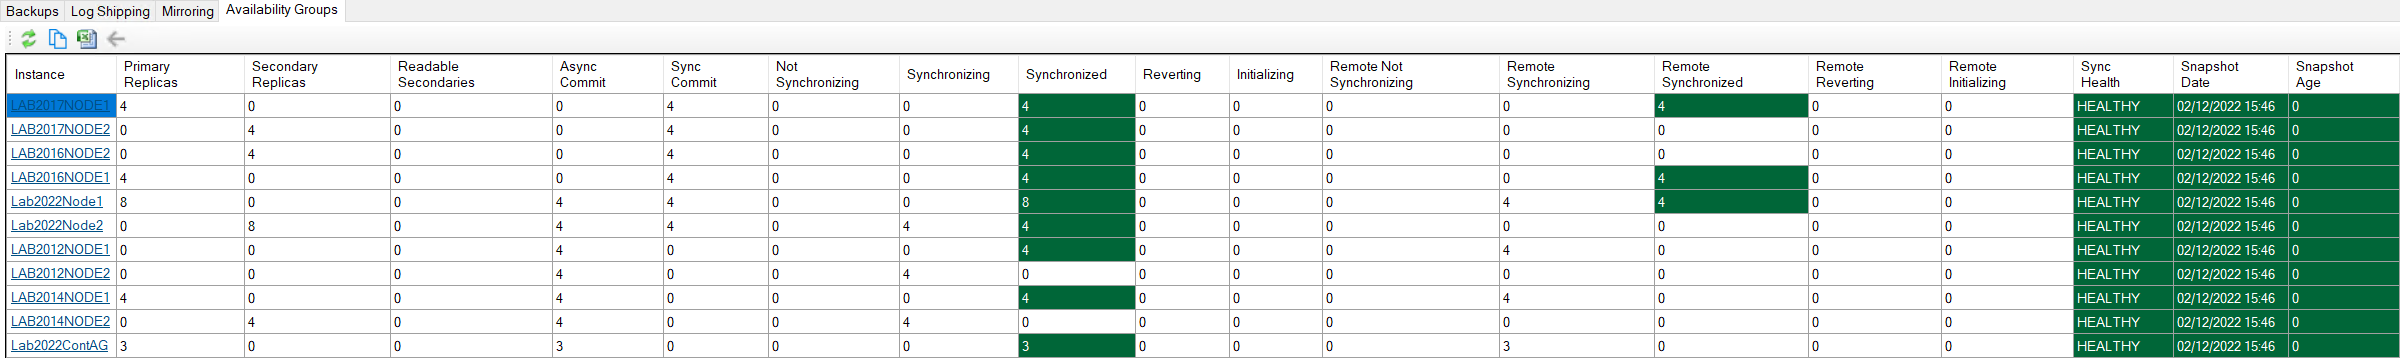 Backups Log Shipping Mirroring Availability Groups
Instance Primary Replicas Secondary Replicas Readable Secondaries Async Commit Sync Commit Not Synchronizing Synchronizing Synchronized Reverting Initializing Remote Not Synchronizing Remote Synchronizing Remote Synchronized Remote Reverting Remote Initializing Sync Health Snapshot Date Snapshot Age
LAB2017NODE1 4 0 0 0 4 0 0 4 0 0 0 0 4 0 0 HEALTHY 02/12/2022 15:46 0
LAB2017NODE2 0 4 0 0 4 0 0 4 0 0 0 0 0 0 0 HEALTHY 02/12/2022 15:46 0
LAB2016NODE2 0 4 0 0 4 0 0 4 0 0 0 0 0 0 0 HEALTHY 02/12/2022 15:46 0
LAB2016NODE1 4 0 0 0 4 0 0 4 0 0 0 0 4 0 0 HEALTHY 02/12/2022 15:46 0
Lab2022Node1 8 0 0 4 4 0 0 8 0 0 0 4 4 0 0 HEALTHY 02/12/2022 15:46 0
Lab2022Node2 0 8 0 4 4 0 4 4 0 0 0 0 0 0 0 HEALTHY 02/12/2022 15:46 0
LAB2012NODE1 0 0 0 4 0 0 0 4 0 0 0 4 0 0 0 HEALTHY 02/12/2022 15:46 0
LAB2012NODE2 0 0 0 4 0 0 4 0 0 0 0 0 0 0 0 HEALTHY 02/12/2022 15:46 0
LAB2014NODE1 4 0 0 4 0 0 0 4 0 0 0 4 0 0 0 HEALTHY 02/12/2022 15:46 0
LAB2014NODE2 0 4 0 4 0 0 4 0 0 0 0 0 0 0 0 HEALTHY 02/12/2022 15:46 0
Lab2022ContAG 3 0 0 3 0 0 0 3 0 0 0 3 0 0 0 HEALTHY 02/12/2022 15:46 0